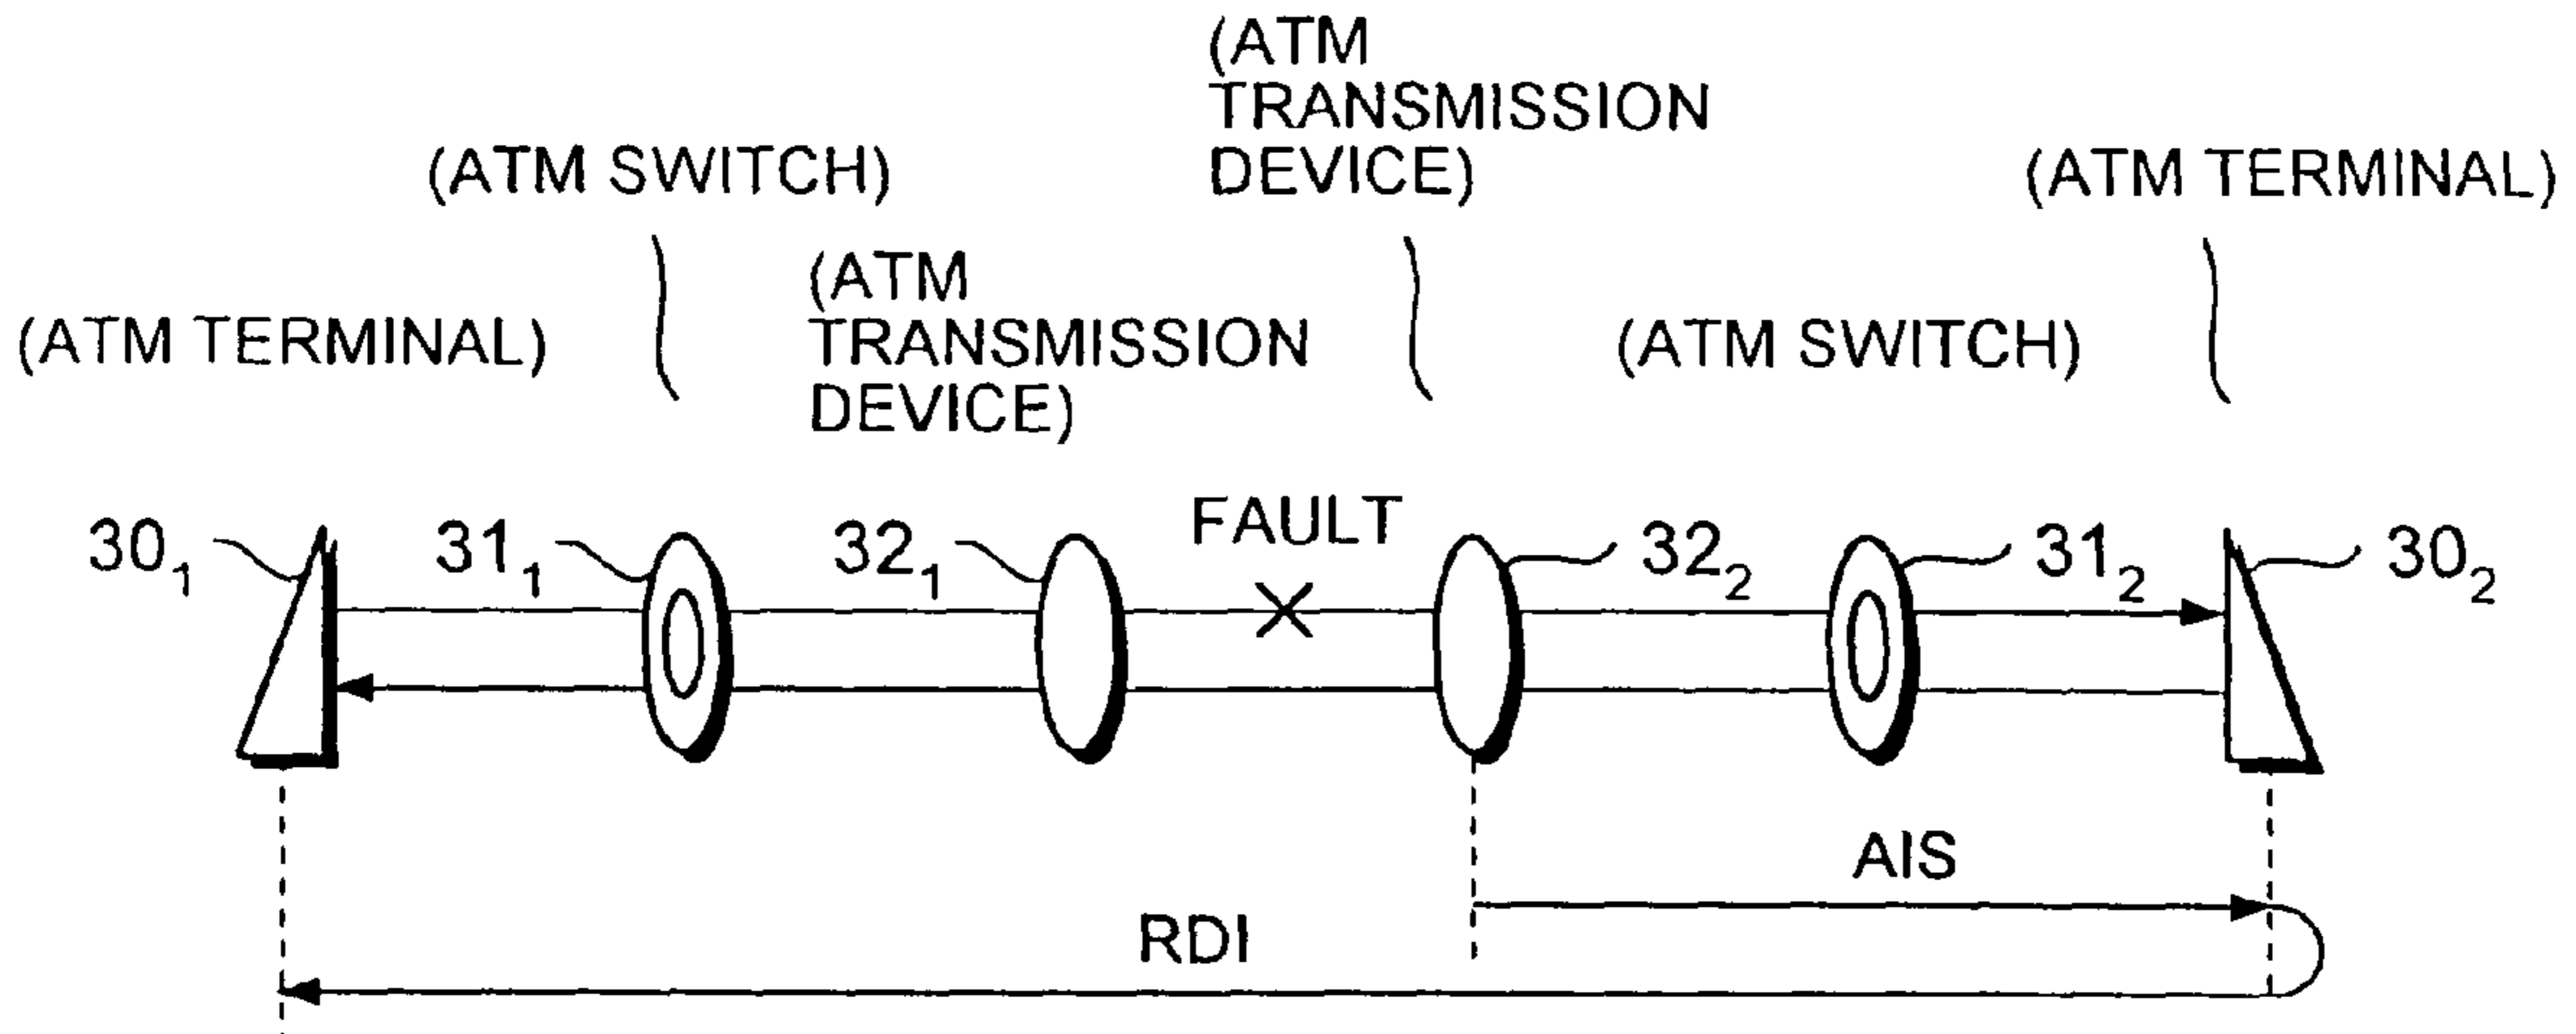 (ATM
TRANSMISSION
DEVICE)
(ATM SWITCH)
(ATM TERMINAL)
(ATM
TRANSMISSION
DEVICE)
(ATM TERMINAL)
(ATM SWITCH)
FAULT
30₁
31₁
32₁
32₂
31₂
30₂
AIS
RDI